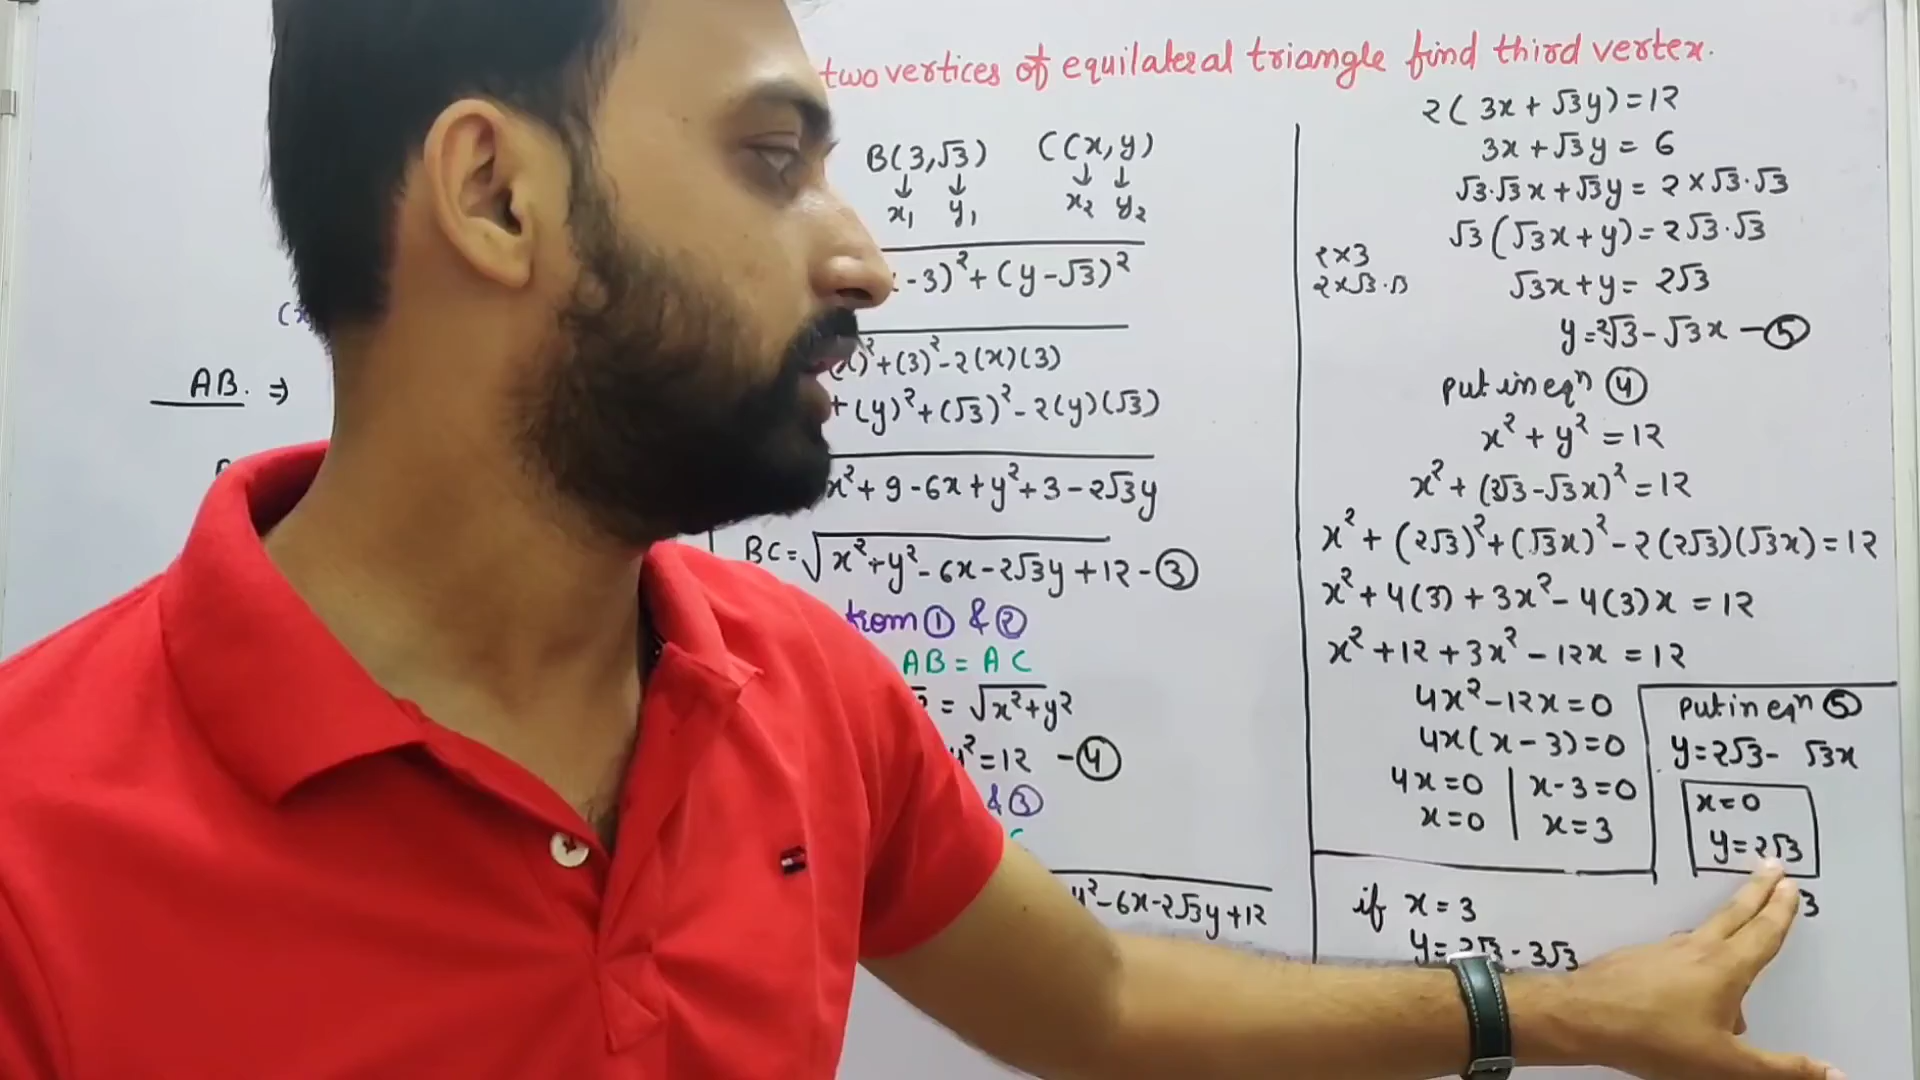 two vertices of equilateral triangle find third vertex.
B(3,√3) C(x,y)
↓ ↓ ↓ ↓
x₁ y₁ x₂ y₂
-3)² + (y-√3)²
(x)² + (3)² - 2(x)(3)
+ (y)² + (√3)² - 2(y)(√3)
x² + 9 - 6x + y² + 3 - 2√3y
BC = √x² + y² - 6x - 2√3y + 12 - ③
from ① & ②
AB = AC
= √x² + y²
y² = 12 - ④
& ③
y² - 6x - 2√3y + 12
AB. ⇒
2(3x + √3y) = 12
3x + √3y = 6
√3·√3x + √3y = 2×√3·√3
√3(√3x + y) = 2√3·√3
2×3
2×√3·√3
√3x + y = 2√3
y = 2√3 - √3x - ⑤
put in eqⁿ ④
x² + y² = 12
x² + (2√3 - √3x)² = 12
x² + (2√3)² + (√3x)² - 2(2√3)(√3x) = 12
x² + 4(3) + 3x² - 4(3)x = 12
x² + 12 + 3x² - 12x = 12
4x² - 12x = 0
4x(x - 3) = 0
4x = 0 | x - 3 = 0
x = 0 | x = 3
put in eqⁿ ⑤
y = 2√3 - √3x
x = 0
y = 2√3
3
if x = 3
y = 2√3 - 3√3